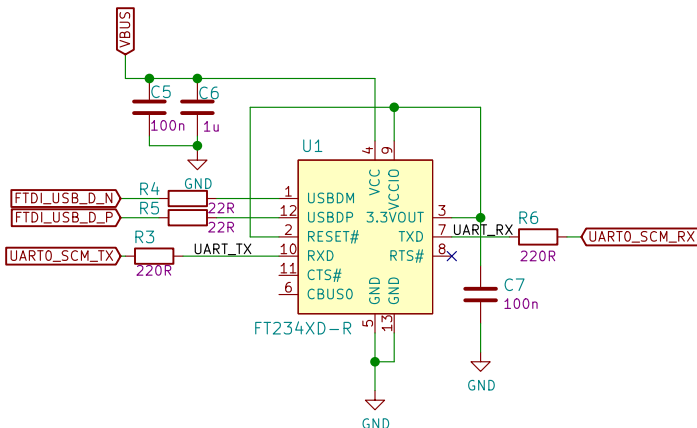 VBUS
C5
100n
C6
1u
GND
U1
4
VCC
9
VCCIO
FTDI_USB_D_N
R4
22R
1
USBDM
FTDI_USB_D_P
R5
22R
12
USBDP
3.3VOUT
3
2
RESET#
UART0_SCM_TX
R3
220R
UART_TX
10
RXD
TXD
7
UART_RX
R6
220R
UART0_SCM_RX
11
CTS#
RTS#
8
6
CBUS0
GND
5
GND
13
FT234XD-R
C7
100n
GND
GND